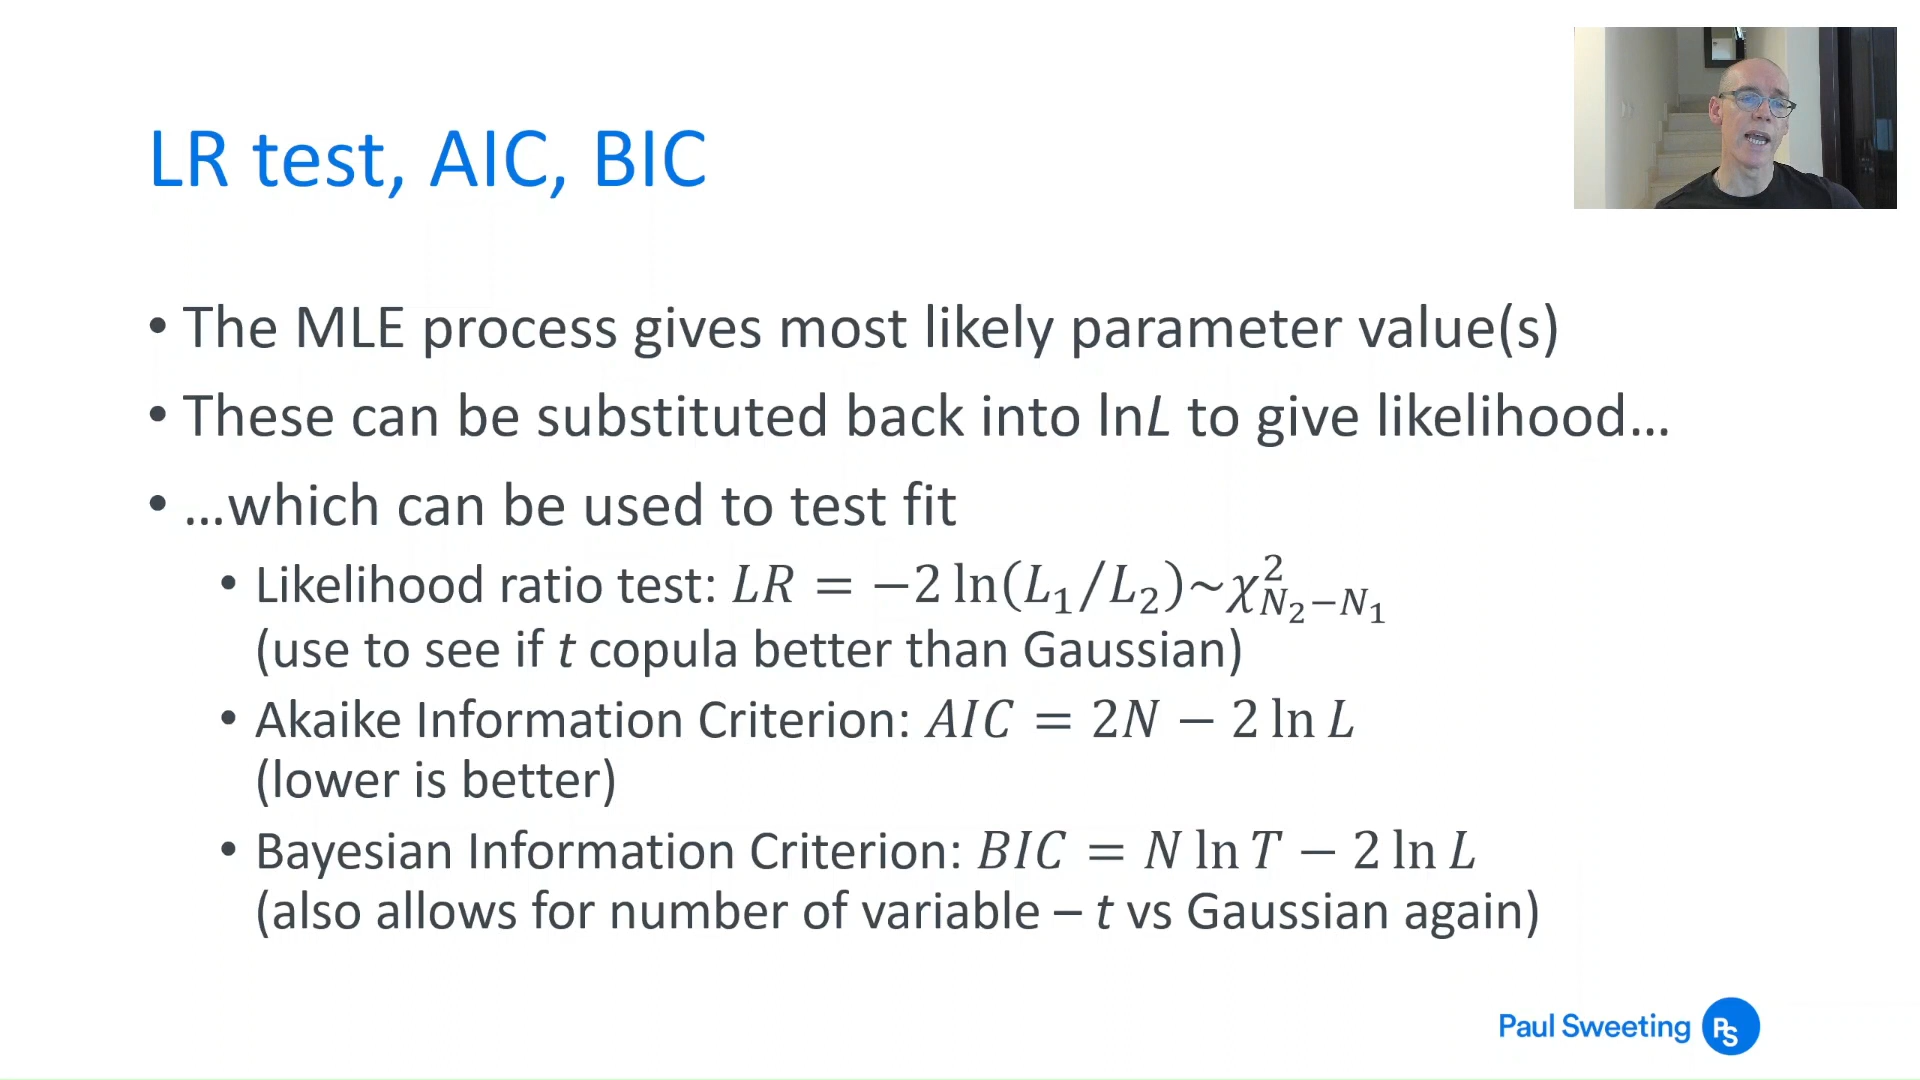 LR test, AIC, BIC
• The MLE process gives most likely parameter value(s)
• These can be substituted back into lnL to give likelihood…
• …which can be used to test fit
• Likelihood ratio test: LR = −2 ln(L₁/L₂)~χ²_{N₂−N₁}
(use to see if t copula better than Gaussian)
• Akaike Information Criterion: AIC = 2N − 2 ln L
(lower is better)
• Bayesian Information Criterion: BIC = N ln T − 2 ln L
(also allows for number of variable – t vs Gaussian again)
Paul Sweeting PS